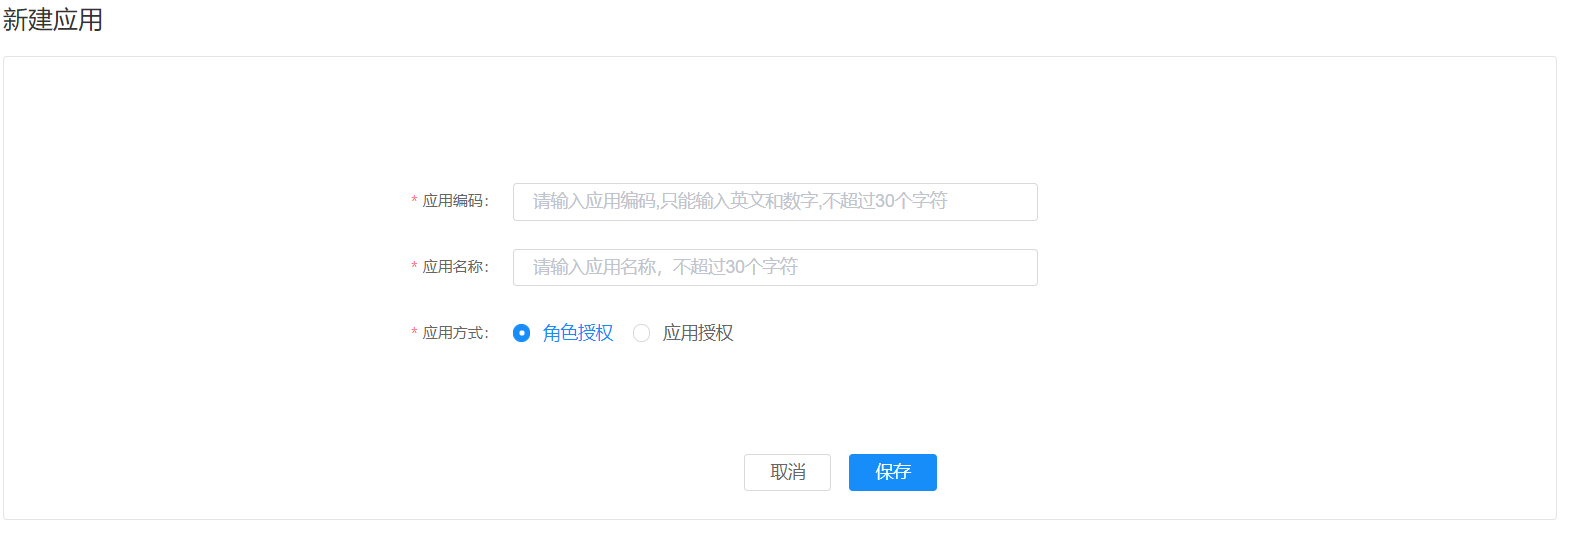 新建应用
* 应用编码： 请输入应用编码,只能输入英文和数字,不超过30个字符
* 应用名称： 请输入应用名称，不超过30个字符
* 应用方式： 角色授权 应用授权
取消 保存